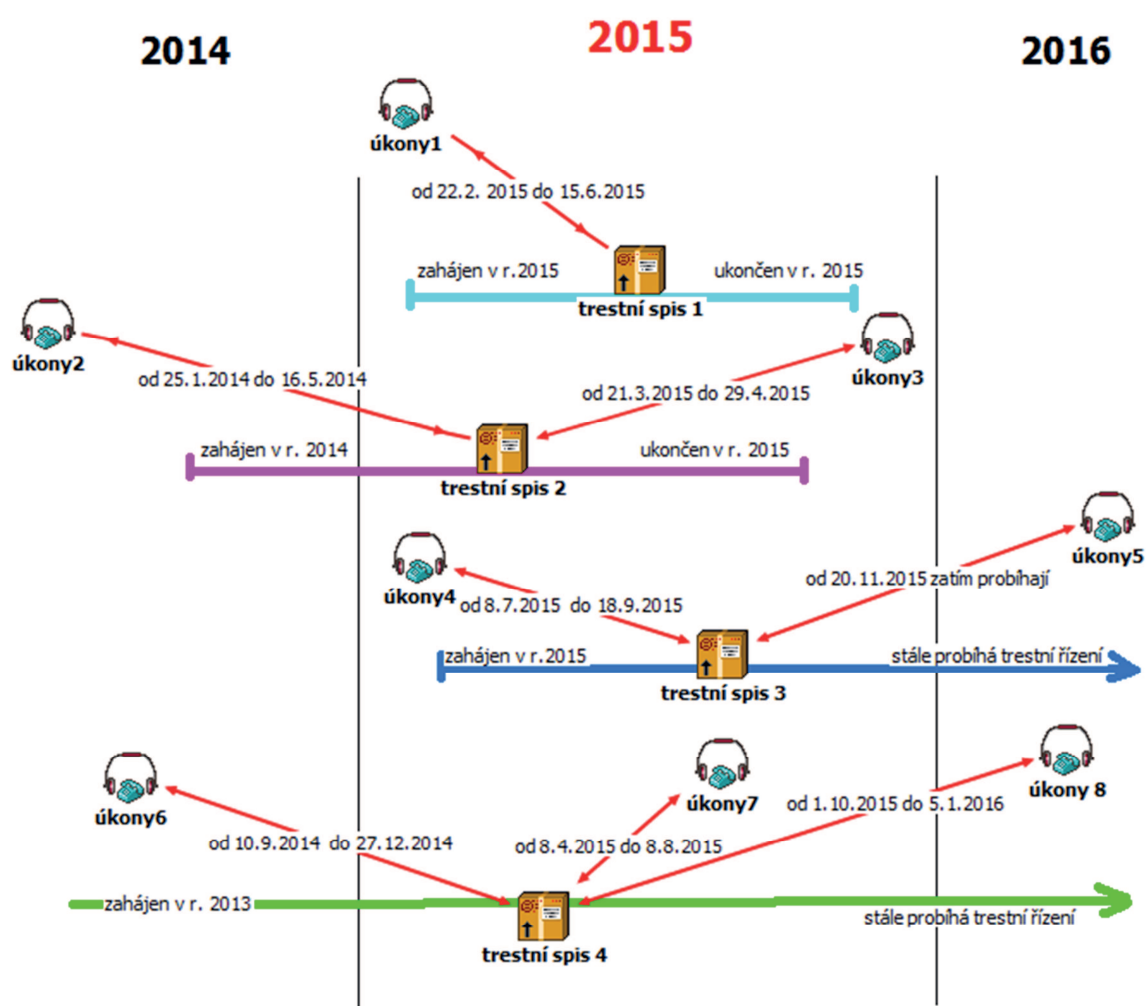 2014
2015
2016
úkony1
od 22.2. 2015 do 15.6.2015
zahájen v r.2015
ukončen v r. 2015
trestní spis 1
úkony2
úkony3
od 25.1.2014 do 16.5.2014
od 21.3.2015 do 29.4.2015
zahájen v r. 2014
ukončen v r. 2015
trestní spis 2
úkony4
úkony5
od 20.11.2015 zatím probíhají
od 8.7.2015 do 18.9.2015
zahájen v r.2015
stále probíhá trestní řízení
trestní spis 3
úkony6
úkony7
úkony 8
od 1.10.2015 do 5.1.2016
od 10.9.2014 do 27.12.2014
od 8.4.2015 do 8.8.2015
zahájen v r. 2013
stále probíhá trestní řízení
trestní spis 4